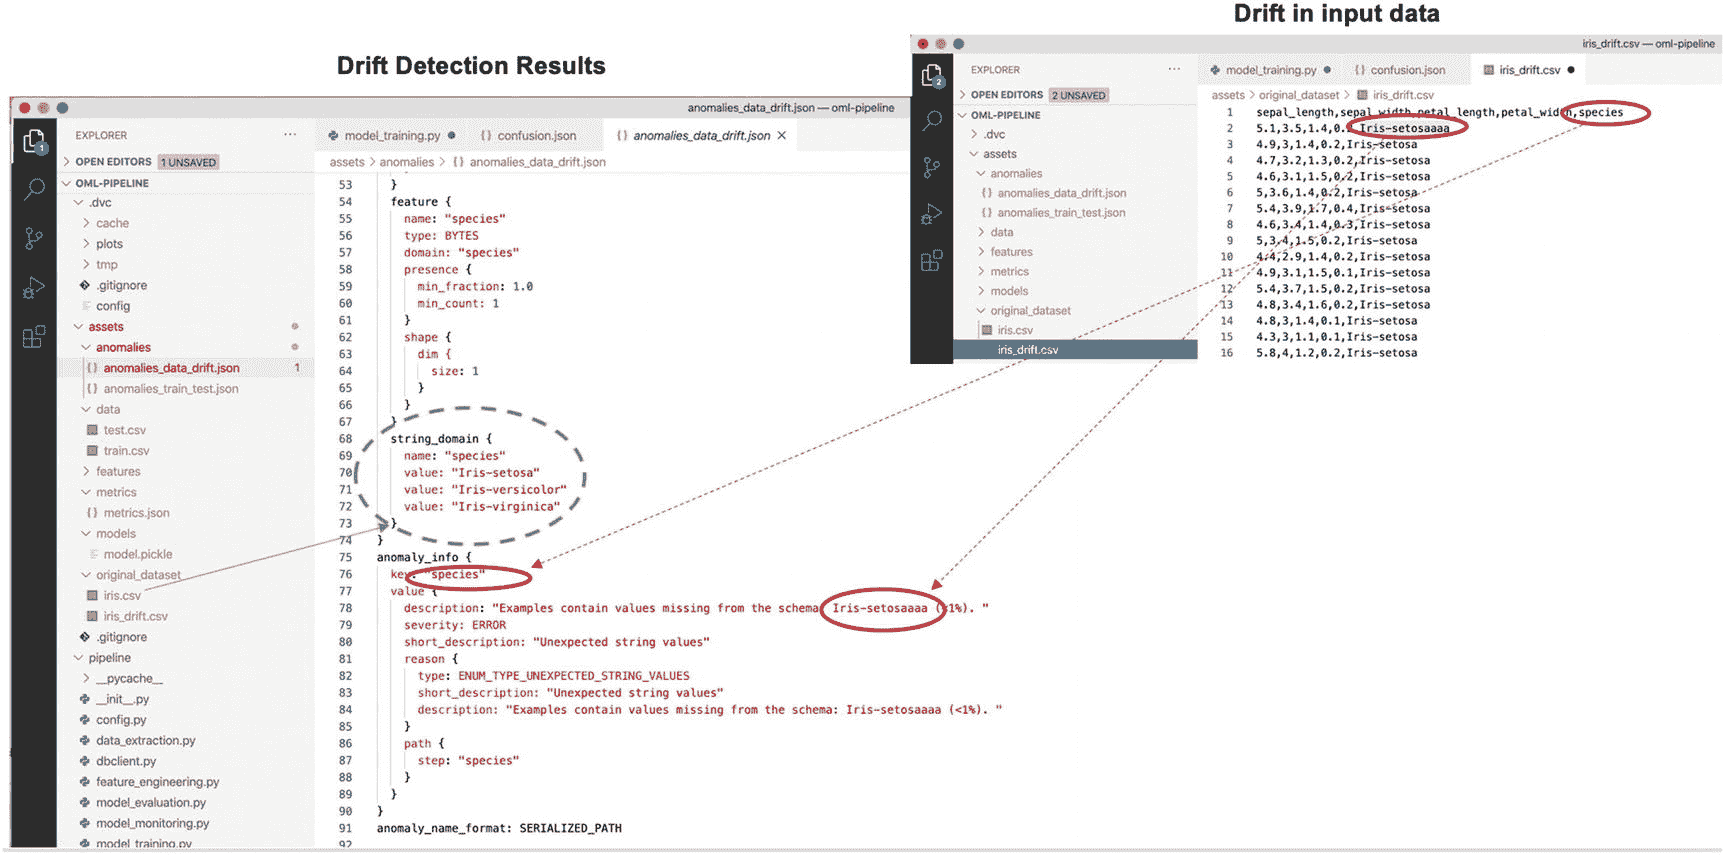 Drift in input data
Drift Detection Results
iris_drift.csv — oml-pipeline
EXPLORER ···
2
OPEN EDITORS 2 UNSAVED
OML-PIPELINE
.dvc
assets
anomalies
{} anomalies_data_drift.json
{} anomalies_train_test.json
data
features
metrics
models
original_dataset
iris.csv
iris_drift.csv
model_training.py
{} confusion.json
iris_drift.csv
assets > original_dataset > iris_drift.csv
1 sepal_length,sepal_width,petal_length,petal_width,species
2 5.1,3.5,1.4,0.2,Iris-setosaaaa
3 4.9,3,1.4,0.2,Iris-setosa
4 4.7,3.2,1.3,0.2,Iris-setosa
5 4.6,3.1,1.5,0.2,Iris-setosa
6 5,3.6,1.4,0.2,Iris-setosa
7 5.4,3.9,1.7,0.4,Iris-setosa
8 4.6,3.4,1.4,0.3,Iris-setosa
9 5,3.4,1.5,0.2,Iris-setosa
10 4.4,2.9,1.4,0.2,Iris-setosa
11 4.9,3.1,1.5,0.1,Iris-setosa
12 5.4,3.7,1.5,0.2,Iris-setosa
13 4.8,3.4,1.6,0.2,Iris-setosa
14 4.8,3,1.4,0.1,Iris-setosa
15 4.3,3,1.1,0.1,Iris-setosa
16 5.8,4,1.2,0.2,Iris-setosa
anomalies_data_drift.json — oml-pipeline
EXPLORER ···
1
OPEN EDITORS 1 UNSAVED
OML-PIPELINE
.dvc
cache
plots
tmp
.gitignore
config
assets
anomalies
{} anomalies_data_drift.json 1
{} anomalies_train_test.json
data
test.csv
train.csv
features
metrics
{} metrics.json
models
model.pickle
original_dataset
iris.csv
iris_drift.csv
.gitignore
pipeline
__pycache__
__init__.py
config.py
data_extraction.py
dbclient.py
feature_engineering.py
model_evaluation.py
model_monitoring.py
model_training.py
model_training.py
{} confusion.json
{} anomalies_data_drift.json ×
assets > anomalies > {} anomalies_data_drift.json
53 }
54 feature {
55 name: "species"
56 type: BYTES
57 domain: "species"
58 presence {
59 min_fraction: 1.0
60 min_count: 1
61 }
62 shape {
63 dim {
64 size: 1
65 }
66 }
67 }
68 string_domain {
69 name: "species"
70 value: "Iris-setosa"
71 value: "Iris-versicolor"
72 value: "Iris-virginica"
73 }
74 }
75 anomaly_info {
76 key: "species"
77 value {
78 description: "Examples contain values missing from the schema: Iris-setosaaaa (<1%). "
79 severity: ERROR
80 short_description: "Unexpected string values"
81 reason {
82 type: ENUM_TYPE_UNEXPECTED_STRING_VALUES
83 short_description: "Unexpected string values"
84 description: "Examples contain values missing from the schema: Iris-setosaaaa (<1%). "
85 }
86 path {
87 step: "species"
88 }
89 }
90 }
91 anomaly_name_format: SERIALIZED_PATH
92